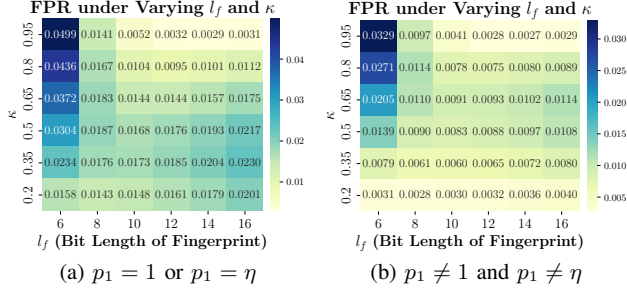 FPR under Varying l_f and κ
0.95 0.0499 0.0141 0.0052 0.0032 0.0029 0.0031
0.8 0.0436 0.0167 0.0104 0.0095 0.0101 0.0112
0.65 0.0372 0.0183 0.0144 0.0144 0.0157 0.0175
0.5 0.0304 0.0187 0.0168 0.0176 0.0193 0.0217
0.35 0.0234 0.0176 0.0173 0.0185 0.0204 0.0230
0.2 0.0158 0.0143 0.0148 0.0161 0.0179 0.0201
κ
6 8 10 12 14 16
l_f (Bit Length of Fingerprint)
0.04
0.03
0.02
0.01
(a) p₁ = 1 or p₁ = η
FPR under Varying l_f and κ
0.95 0.0329 0.0097 0.0041 0.0028 0.0027 0.0029
0.8 0.0271 0.0114 0.0078 0.0075 0.0080 0.0089
0.65 0.0205 0.0110 0.0091 0.0093 0.0102 0.0114
0.5 0.0139 0.0090 0.0083 0.0088 0.0097 0.0108
0.35 0.0079 0.0061 0.0060 0.0065 0.0072 0.0080
0.2 0.0031 0.0028 0.0030 0.0032 0.0036 0.0040
κ
6 8 10 12 14 16
l_f (Bit Length of Fingerprint)
0.030
0.025
0.020
0.015
0.010
0.005
(b) p₁ ≠ 1 and p₁ ≠ η